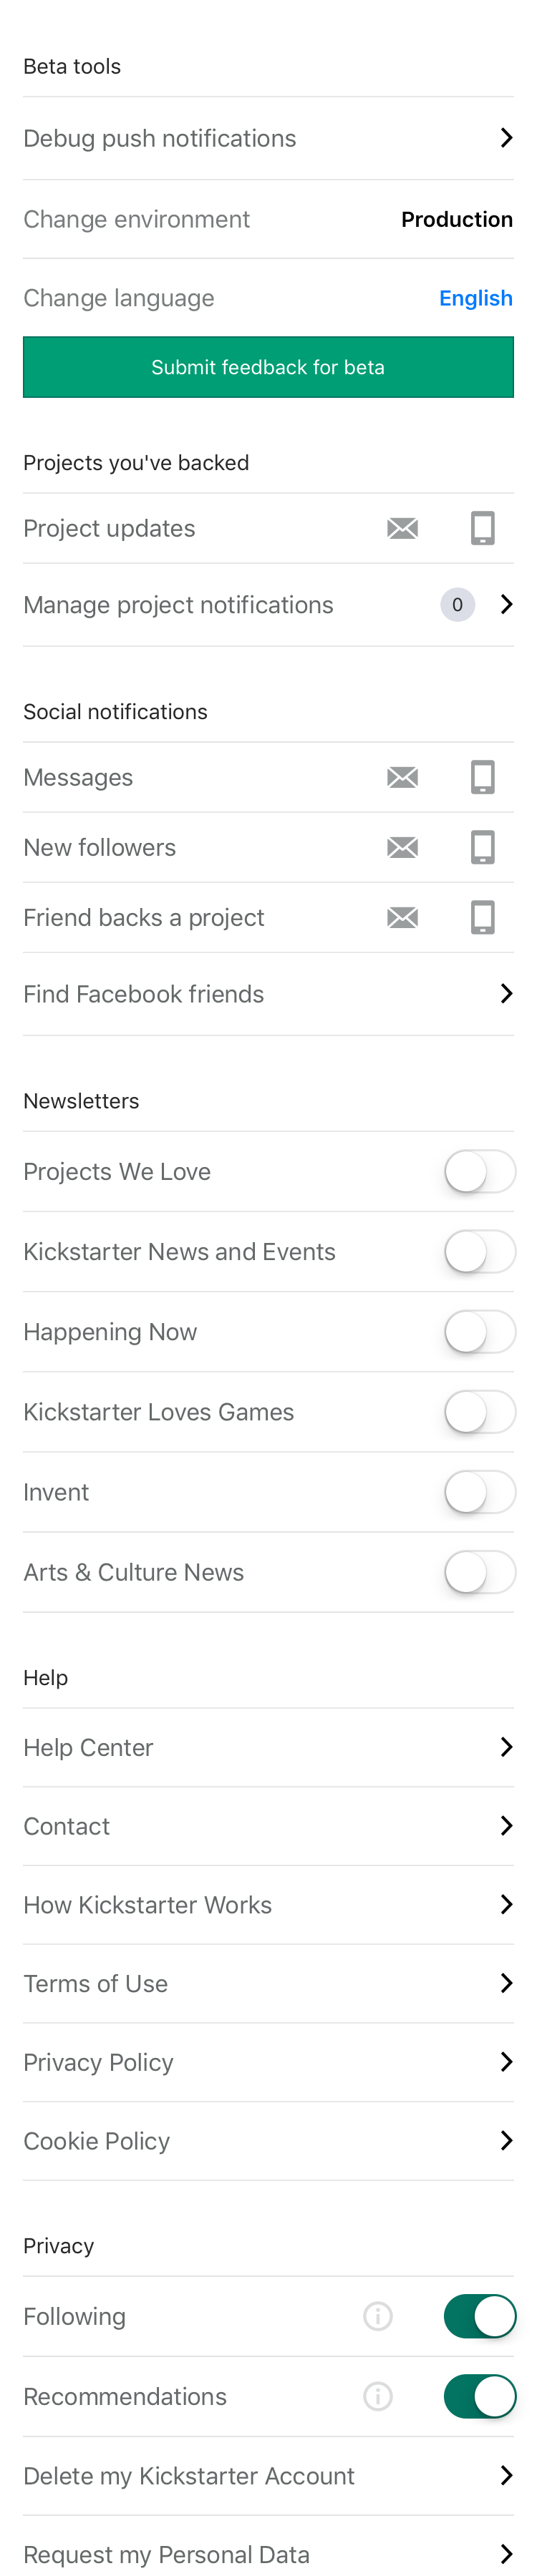 Beta tools
Debug push notifications
Change environment Production
Change language English
Submit feedback for beta
Projects you've backed
Project updates
Manage project notifications 0
Social notifications
Messages
New followers
Friend backs a project
Find Facebook friends
Newsletters
Projects We Love
Kickstarter News and Events
Happening Now
Kickstarter Loves Games
Invent
Arts & Culture News
Help
Help Center
Contact
How Kickstarter Works
Terms of Use
Privacy Policy
Cookie Policy
Privacy
Following
Recommendations
Delete my Kickstarter Account
Request my Personal Data